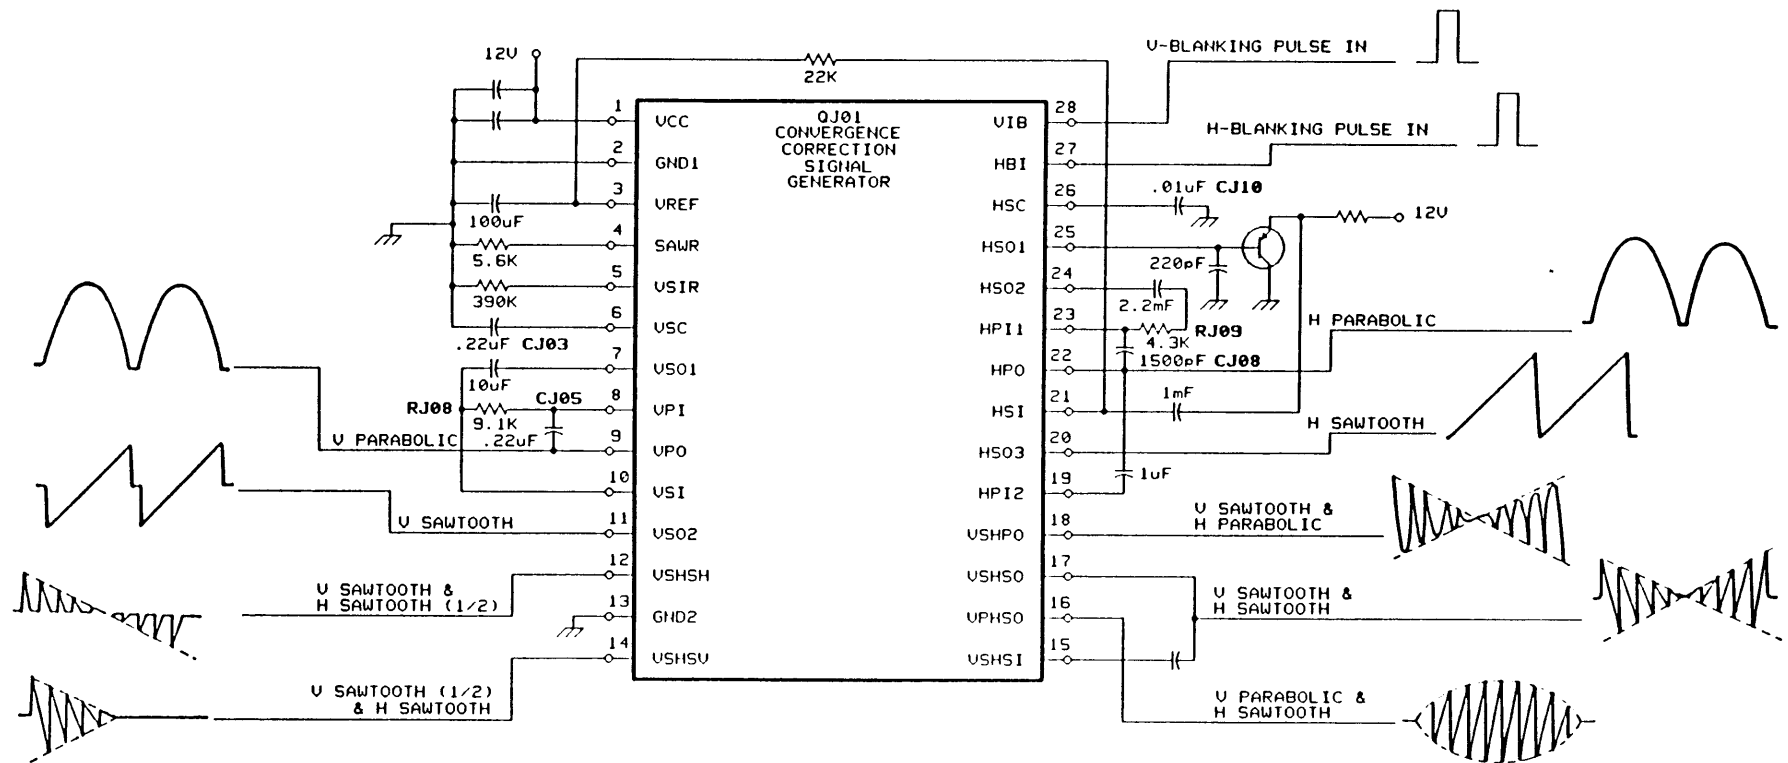 12V
22K
V-BLANKING PULSE IN
H-BLANKING PULSE IN
QJ01
CONVERGENCE
CORRECTION
SIGNAL
GENERATOR
1 VCC
2 GND1
3 VREF
100uF
4 SAWR
5.6K
5 VSIR
390K
6 VSC
.22uF CJ03
7 VSO1
10uF
8 VPI
RJ08 9.1K CJ05 .22uF
9 VPO
V PARABOLIC
10 VSI
11 VSO2
V SAWTOOTH
12 VSHSH
V SAWTOOTH &
H SAWTOOTH (1/2)
13 GND2
14 VSHSV
V SAWTOOTH (1/2)
& H SAWTOOTH
28 VIB
27 HBI
26 HSC
.01uF CJ10
12V
25 HSO1
220pF
24 HSO2
2.2mF
23 HPI1
4.3K RJ09
H PARABOLIC
22 HPO
1500pF CJ08
21 HSI
1mF
20 HSO3
H SAWTOOTH
19 HPI2
1uF
18 VSHPO
V SAWTOOTH &
H PARABOLIC
17 VSHSO
V SAWTOOTH &
H SAWTOOTH
16 VPHSO
15 VSHSI
V PARABOLIC &
H SAWTOOTH